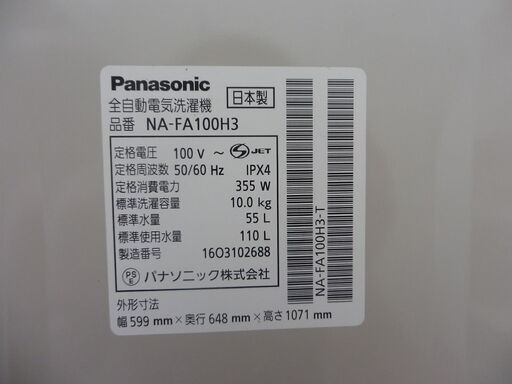 Panasonic
全自動電気洗濯機
日本製
品番 NA-FA100H3
定格電圧 100 V ～ S JET
定格周波数 50/60 Hz IPX4
定格消費電力 355 W
標準洗濯容量 10.0 kg
標準水量 55 L
標準使用水量 110 L
製造番号 16O3102688
PS E パナソニック株式会社
外形寸法
幅 599 mm×奥行 648 mm×高さ 1071 mm
NA-FA100H3-T